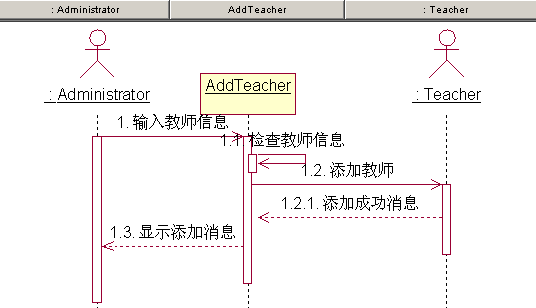 : Administrator
AddTeacher
: Teacher
: Administrator
AddTeacher
: Teacher
1. 输入教师信息
1.1. 检查教师信息
1.2. 添加教师
1.2.1. 添加成功消息
1.3. 显示添加消息